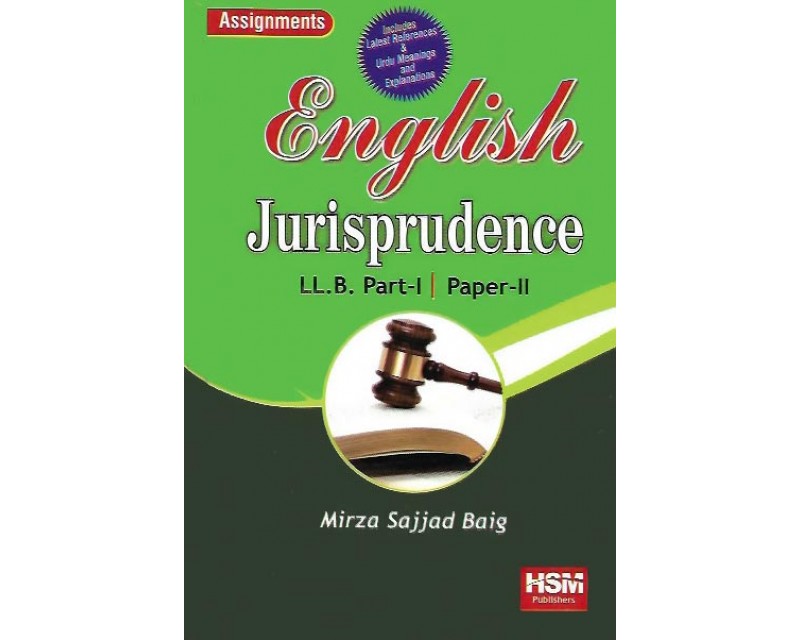 Assignments
Includes
Latest References
&
Urdu Meanings
and
Explanations
English
Jurisprudence
LL.B. Part-I | Paper-II
Mirza Sajjad Baig
HSM
Publishers